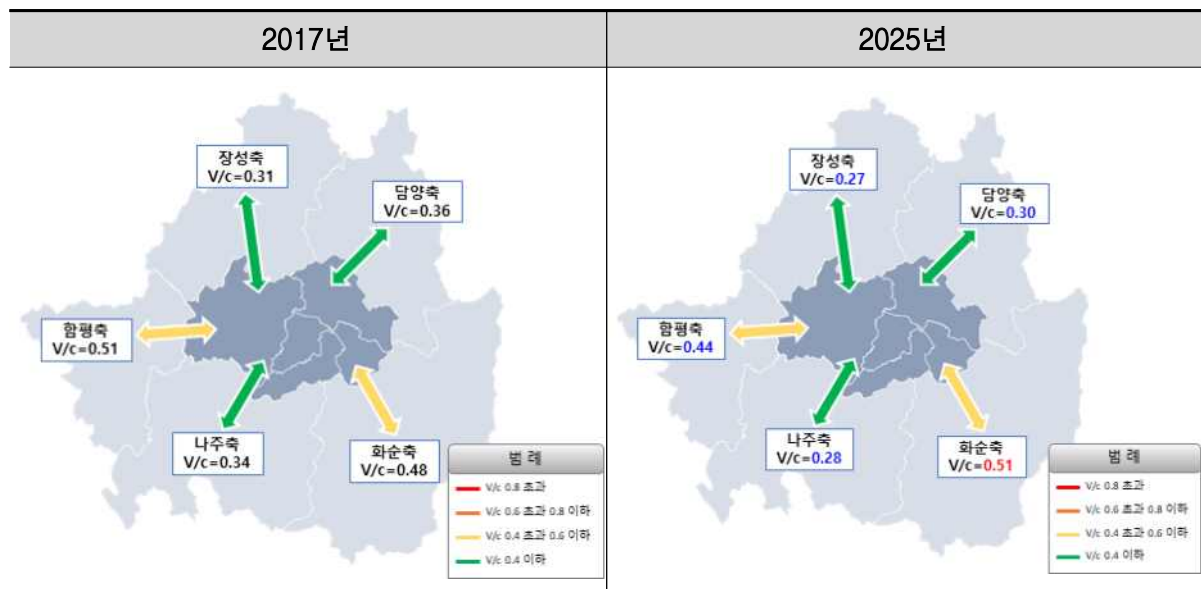 2017년
2025년
장성축
V/c=0.31
담양축
V/c=0.36
함평축
V/c=0.51
나주축
V/c=0.34
화순축
V/c=0.48
범 례
V/c 0.8 초과
V/c 0.6 초과 0.8 이하
V/c 0.4 초과 0.6 이하
V/c 0.4 이하
장성축
V/c=0.27
담양축
V/c=0.30
함평축
V/c=0.44
나주축
V/c=0.28
화순축
V/c=0.51
범 례
V/c 0.8 초과
V/c 0.6 초과 0.8 이하
V/c 0.4 초과 0.6 이하
V/c 0.4 이하